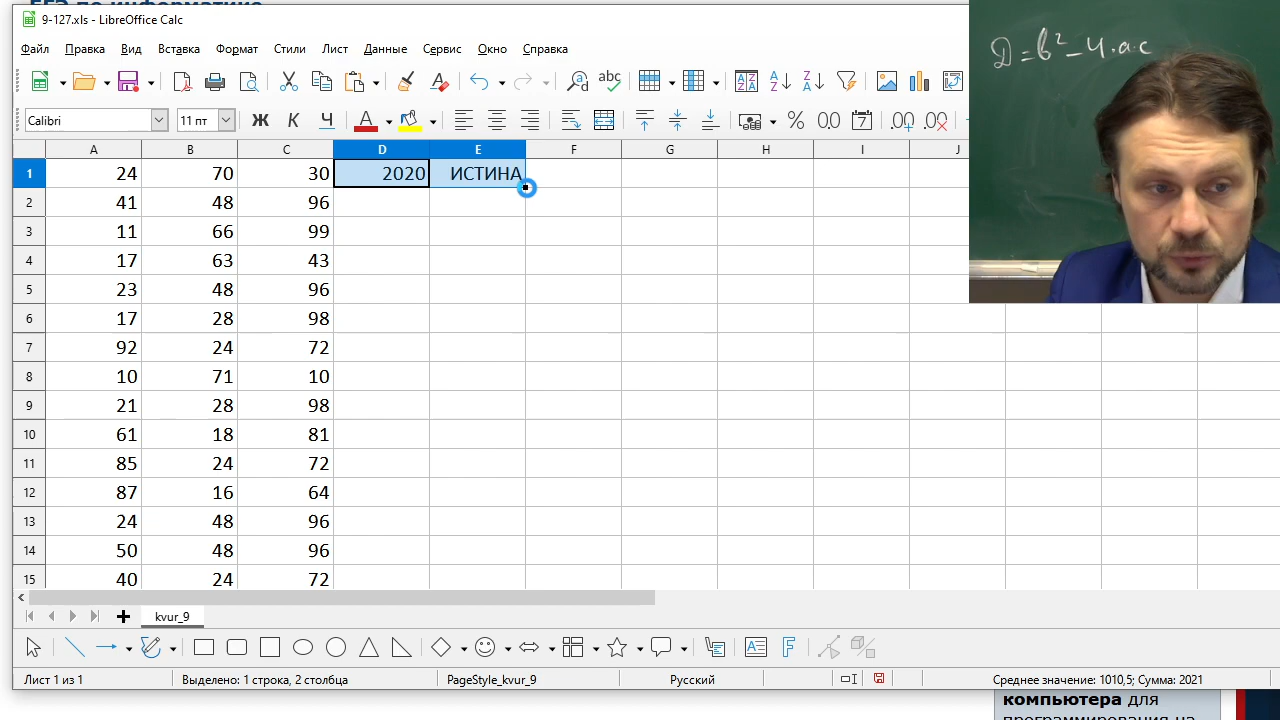 ЕГЭ по информатике
9-127.xls - LibreOffice Calc
Файл Правка Вид Вставка Формат Стили Лист Данные Сервис Окно Справка
Calibri 11 пт Ж К Ч
A B C D E F G H I J
1 24 70 30 2020 ИСТИНА
2 41 48 96
3 11 66 99
4 17 63 43
5 23 48 96
6 17 28 98
7 92 24 72
8 10 71 10
9 21 28 98
10 61 18 81
11 85 24 72
12 87 16 64
13 24 48 96
14 50 48 96
15 40 24 72
kvur_9
Лист 1 из 1 Выделено: 1 строка, 2 столбца PageStyle_kvur_9 Русский Среднее значение: 1010,5; Сумма: 2021
D = b² - 4·a·c
компьютера для
программирования на